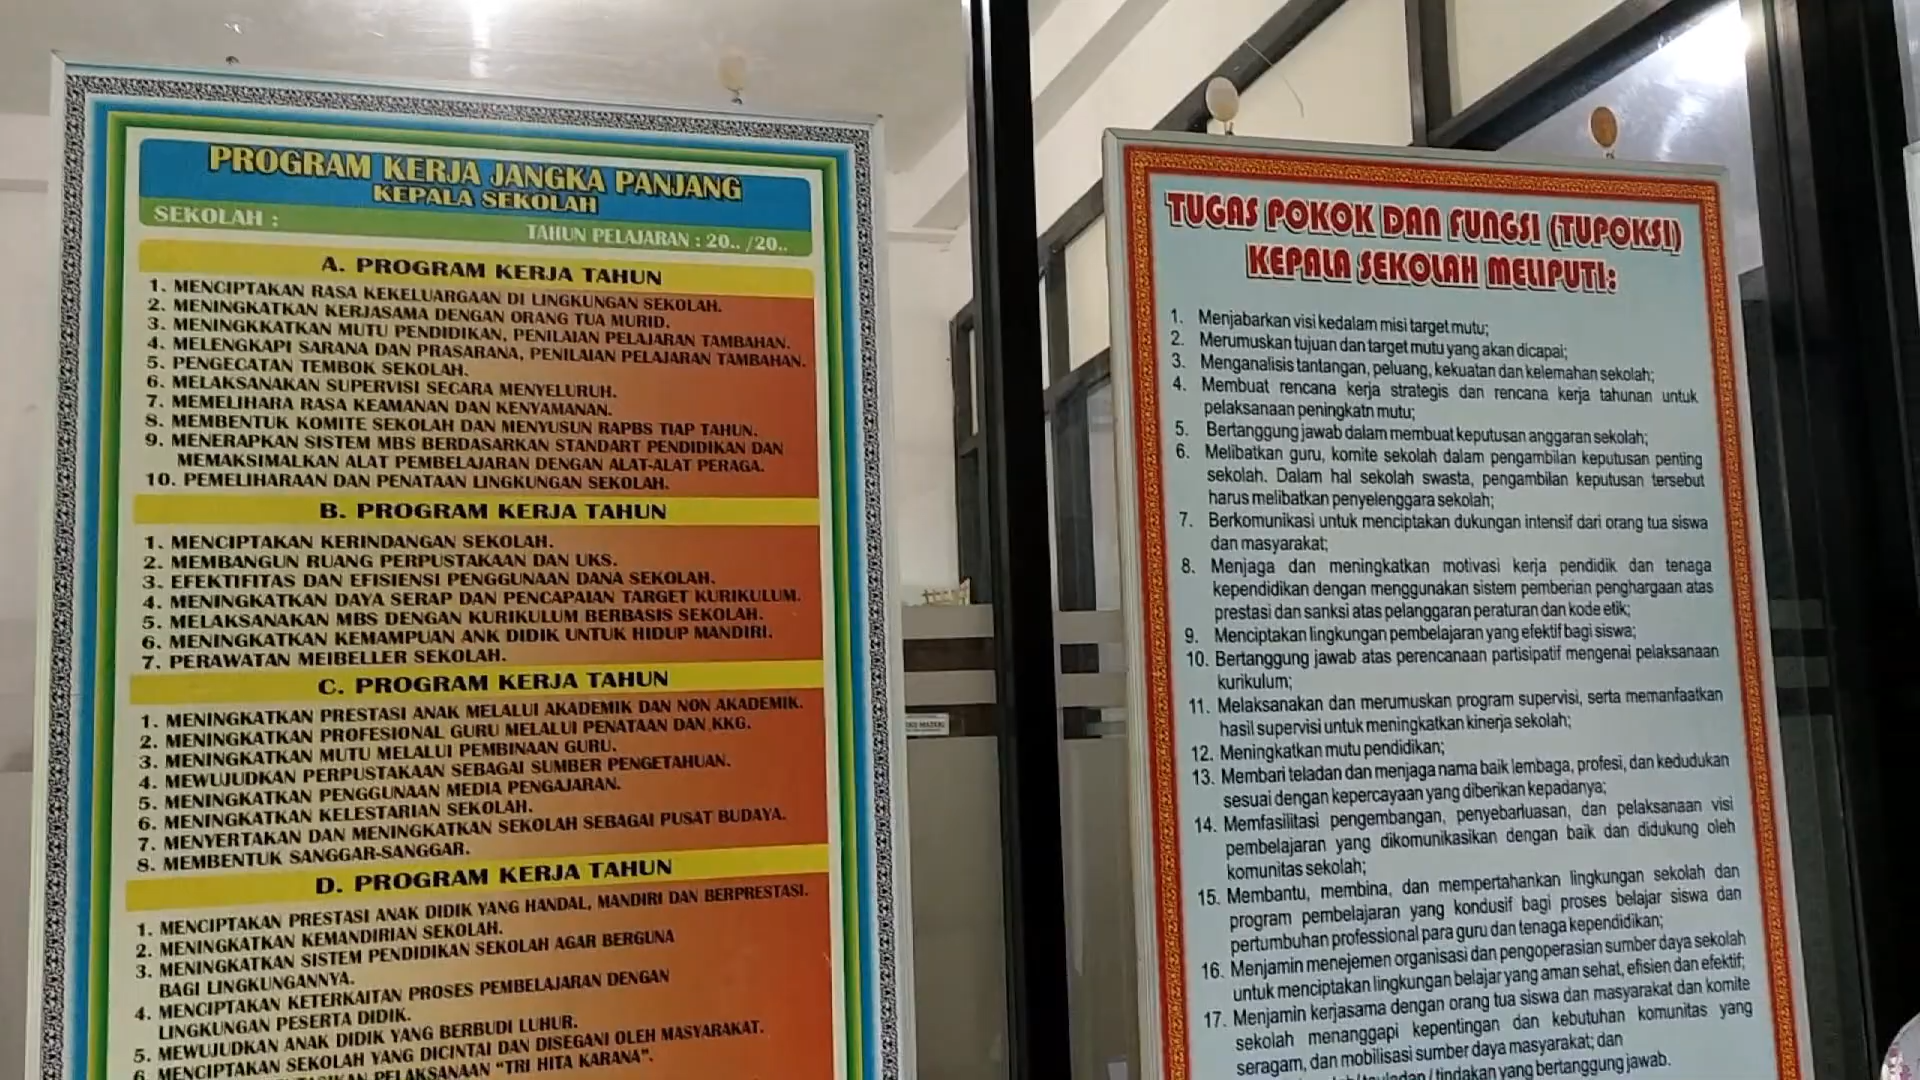 PROGRAM KERJA JANGKA PANJANG
KEPALA SEKOLAH
SEKOLAH :
TAHUN PELAJARAN : 20.. /20..
A. PROGRAM KERJA TAHUN
1. MENCIPTAKAN RASA KEKELUARGAAN DI LINGKUNGAN SEKOLAH.
2. MENINGKATKAN KERJASAMA DENGAN ORANG TUA MURID.
3. MENINGKKATKAN MUTU PENDIDIKAN, PENILAIAN PELAJARAN TAMBAHAN.
4. MELENGKAPI SARANA DAN PRASARANA, PENILAIAN PELAJARAN TAMBAHAN.
5. PENGECATAN TEMBOK SEKOLAH.
6. MELAKSANAKAN SUPERVISI SECARA MENYELURUH.
7. MEMELIHARA RASA KEAMANAN DAN KENYAMANAN.
8. MEMBENTUK KOMITE SEKOLAH DAN MENYUSUN RAPBS TIAP TAHUN.
9. MENERAPKAN SISTEM MBS BERDASARKAN STANDART PENDIDIKAN DAN
MEMAKSIMALKAN ALAT PEMBELAJARAN DENGAN ALAT-ALAT PERAGA.
10. PEMELIHARAAN DAN PENATAAN LINGKUNGAN SEKOLAH.
B. PROGRAM KERJA TAHUN
1. MENCIPTAKAN KERINDANGAN SEKOLAH.
2. MEMBANGUN RUANG PERPUSTAKAAN DAN UKS.
3. EFEKTIFITAS DAN EFISIENSI PENGGUNAAN DANA SEKOLAH.
4. MENINGKATKAN DAYA SERAP DAN PENCAPAIAN TARGET KURIKULUM.
5. MELAKSANAKAN MBS DENGAN KURIKULUM BERBASIS SEKOLAH.
6. MENINGKATKAN KEMAMPUAN ANK DIDIK UNTUK HIDUP MANDIRI.
7. PERAWATAN MEIBELLER SEKOLAH.
C. PROGRAM KERJA TAHUN
1. MENINGKATKAN PRESTASI ANAK MELALUI AKADEMIK DAN NON AKADEMIK.
2. MENINGKATKAN PROFESIONAL GURU MELALUI PENATAAN DAN KKG.
3. MENINGKATKAN MUTU MELALUI PEMBINAAN GURU.
4. MEWUJUDKAN PERPUSTAKAAN SEBAGAI SUMBER PENGETAHUAN.
5. MENINGKATKAN PENGGUNAAN MEDIA PENGAJARAN.
6. MENINGKATKAN KELESTARIAN SEKOLAH.
7. MENYERTAKAN DAN MENINGKATKAN SEKOLAH SEBAGAI PUSAT BUDAYA.
8. MEMBENTUK SANGGAR-SANGGAR.
D. PROGRAM KERJA TAHUN
1. MENCIPTAKAN PRESTASI ANAK DIDIK YANG HANDAL, MANDIRI DAN BERPRESTASI.
2. MENINGKATKAN KEMANDIRIAN SEKOLAH.
3. MENINGKATKAN SISTEM PENDIDIKAN SEKOLAH AGAR BERGUNA
BAGI LINGKUNGANNYA.
4. MENCIPTAKAN KETERKAITAN PROSES PEMBELAJARAN DENGAN
LINGKUNGAN PESERTA DIDIK.
5. MEWUJUDKAN ANAK DIDIK YANG BERBUDI LUHUR.
6. MENCIPTAKAN SEKOLAH YANG DICINTAI DAN DISEGANI OLEH MASYARAKAT.
PELAKSANAAN "TRI HITA KARANA".
TUGAS POKOK DAN FUNGSI (TUPOKSI)
KEPALA SEKOLAH MELIPUTI:
1. Menjabarkan visi kedalam misi target mutu;
2. Merumuskan tujuan dan target mutu yang akan dicapai;
3. Menganalisis tantangan, peluang, kekuatan dan kelemahan sekolah;
4. Membuat rencana kerja strategis dan rencana kerja tahunan untuk
pelaksanaan peningkatn mutu;
5. Bertanggung jawab dalam membuat keputusan anggaran sekolah;
6. Melibatkan guru, komite sekolah dalam pengambilan keputusan penting
sekolah. Dalam hal sekolah swasta, pengambilan keputusan tersebut
harus melibatkan penyelenggara sekolah;
7. Berkomunikasi untuk menciptakan dukungan intensif dari orang tua siswa
dan masyarakat;
8. Menjaga dan meningkatkan motivasi kerja pendidik dan tenaga
kependidikan dengan menggunakan sistem pemberian penghargaan atas
prestasi dan sanksi atas pelanggaran peraturan dan kode etik;
9. Menciptakan lingkungan pembelajaran yang efektif bagi siswa;
10. Bertanggung jawab atas perencanaan partisipatif mengenai pelaksanaan
kurikulum;
11. Melaksanakan dan merumuskan program supervisi, serta memanfaatkan
hasil supervisi untuk meningkatkan kinerja sekolah;
12. Meningkatkan mutu pendidikan;
13. Membari teladan dan menjaga nama baik lembaga, profesi, dan kedudukan
sesuai dengan kepercayaan yang diberikan kepadanya;
14. Memfasilitasi pengembangan, penyebarluasan, dan pelaksanaan visi
pembelajaran yang dikomunikasikan dengan baik dan didukung oleh
komunitas sekolah;
15. Membantu, membina, dan mempertahankan lingkungan sekolah dan
program pembelajaran yang kondusif bagi proses belajar siswa dan
pertumbuhan professional para guru dan tenaga kependidikan;
16. Menjamin menejemen organisasi dan pengoperasian sumber daya sekolah
untuk menciptakan lingkungan belajar yang aman sehat, efisien dan efektif;
17. Menjamin kerjasama dengan orang tua siswa dan masyarakat dan komite
sekolah menanggapi kepentingan dan kebutuhan komunitas yang
seragam, dan mobilisasi sumber daya masyarakat; dan
/ tindakan yang bertanggung jawab.